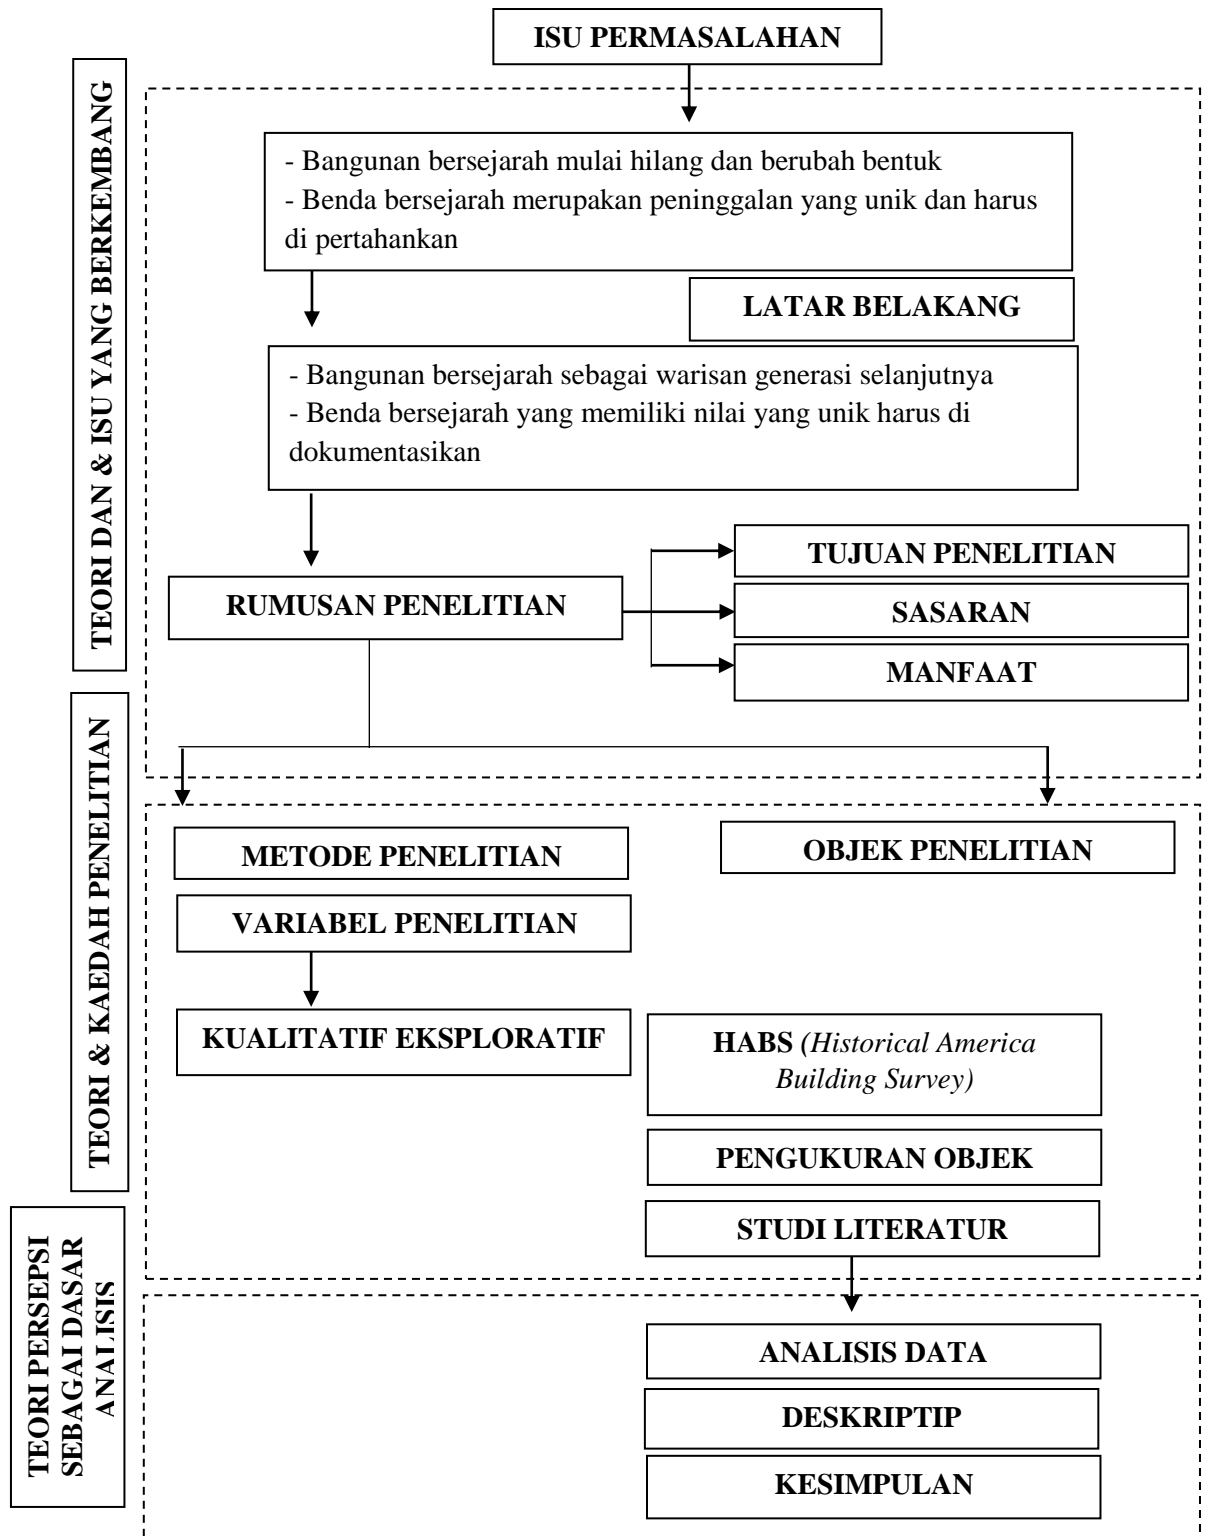 ISU PERMASALAHAN
TEORI DAN & ISU YANG BERKEMBANG
- Bangunan bersejarah mulai hilang dan berubah bentuk
- Benda bersejarah merupakan peninggalan yang unik dan harus
di pertahankan
LATAR BELAKANG
- Bangunan bersejarah sebagai warisan generasi selanjutnya
- Benda bersejarah yang memiliki nilai yang unik harus di
dokumentasikan
RUMUSAN PENELITIAN
TUJUAN PENELITIAN
SASARAN
MANFAAT
TEORI & KAEDAH PENELITIAN
METODE PENELITIAN
OBJEK PENELITIAN
VARIABEL PENELITIAN
KUALITATIF EKSPLORATIF
HABS (Historical America
Building Survey)
PENGUKURAN OBJEK
STUDI LITERATUR
TEORI PERSEPSI
SEBAGAI DASAR
ANALISIS
ANALISIS DATA
DESKRIPTIP
KESIMPULAN